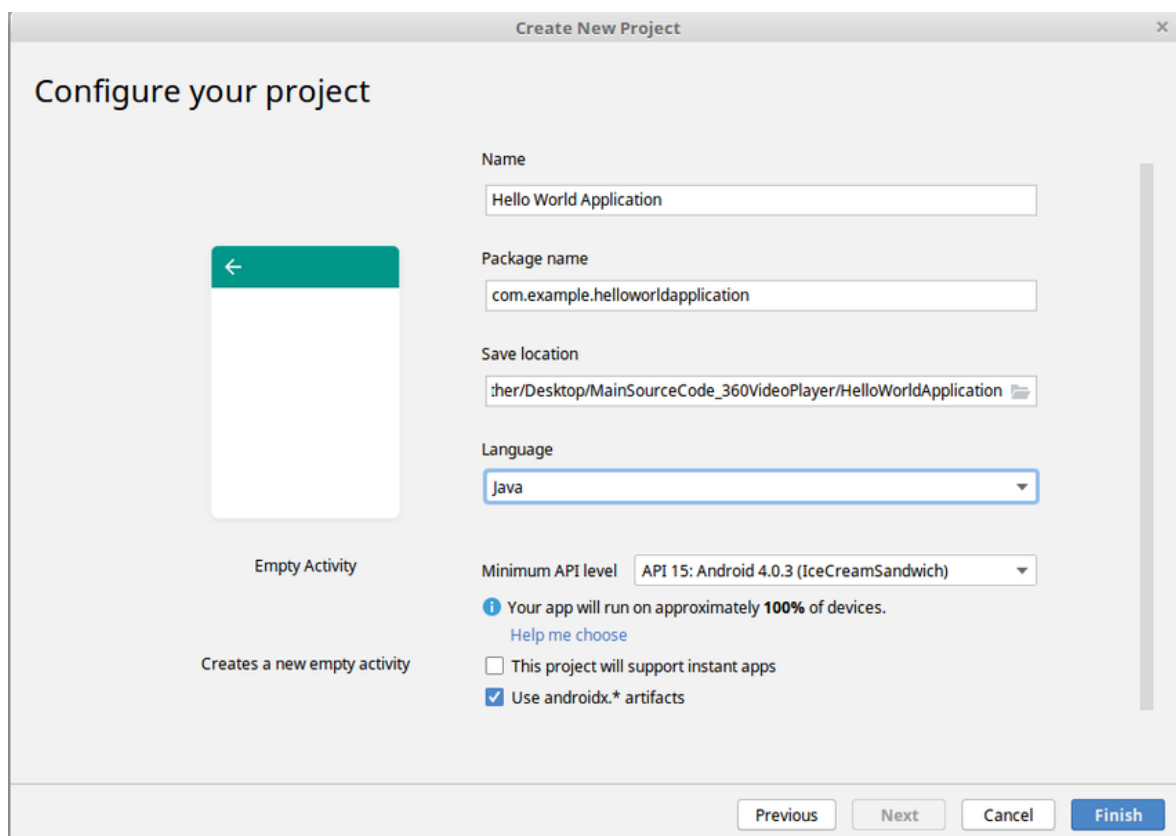 Create New Project
Configure your project
Name
Hello World Application
Package name
com.example.helloworldapplication
Save location
:her/Desktop/MainSourceCode_360VideoPlayer/HelloWorldApplication
Language
Java
Empty Activity
Minimum API level API 15: Android 4.0.3 (IceCreamSandwich)
Your app will run on approximately 100% of devices.
Help me choose
Creates a new empty activity
This project will support instant apps
Use androidx.* artifacts
Previous Next Cancel Finish